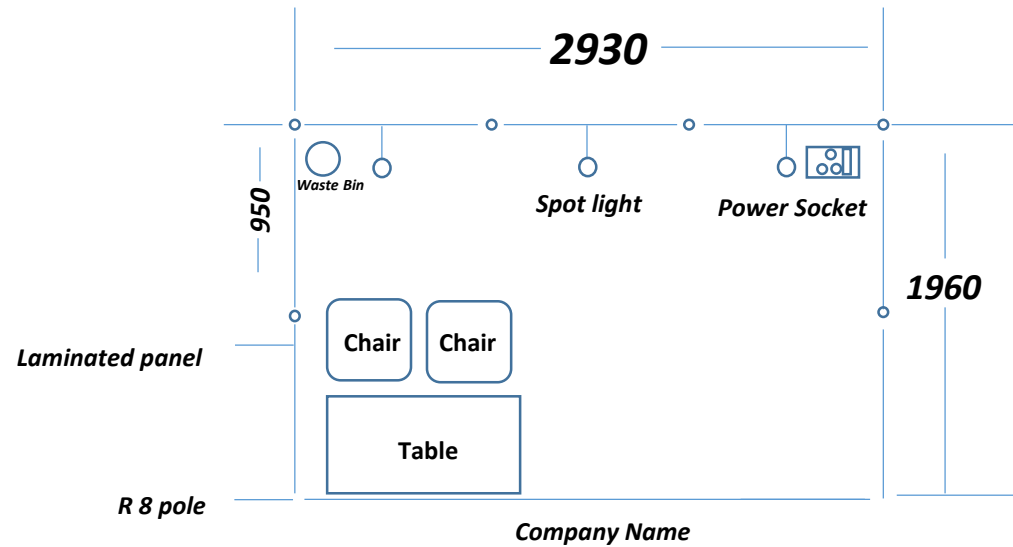 2930
Waste Bin
950
Spot light
Power Socket
1960
Chair
Chair
Laminated panel
Table
R 8 pole
Company Name